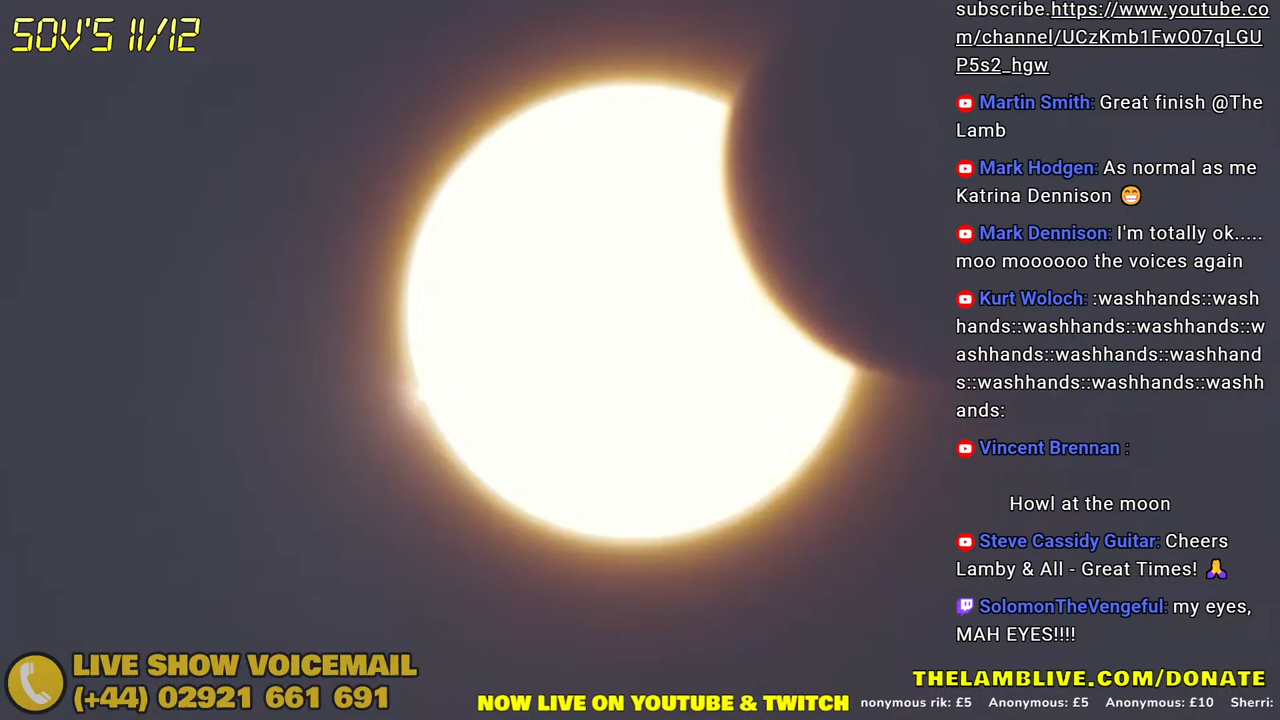 SOV'S 11/12
subscribe.https://www.youtube.co
m/channel/UCzKmb1FwO07qLGU
P5s2_hgw
Martin Smith: Great finish @The
Lamb
Mark Hodgen: As normal as me
Katrina Dennison 😁
Mark Dennison: I'm totally ok.....
moo moooooo the voices again
Kurt Woloch: :washhands::wash
hands::washhands::washhands::w
ashhands::washhands::washhand
s::washhands::washhands::washh
ands:
Vincent Brennan :
Howl at the moon
Steve Cassidy Guitar: Cheers
Lamby & All - Great Times! 🙏
SolomonTheVengeful: my eyes,
MAH EYES!!!!
LIVE SHOW VOICEMAIL
(+44) 02921 661 691
THELAMBLIVE.COM/DONATE
NOW LIVE ON YOUTUBE & TWITCH
nonymous rik: £5 Anonymous: £5 Anonymous: £10 Sherri: